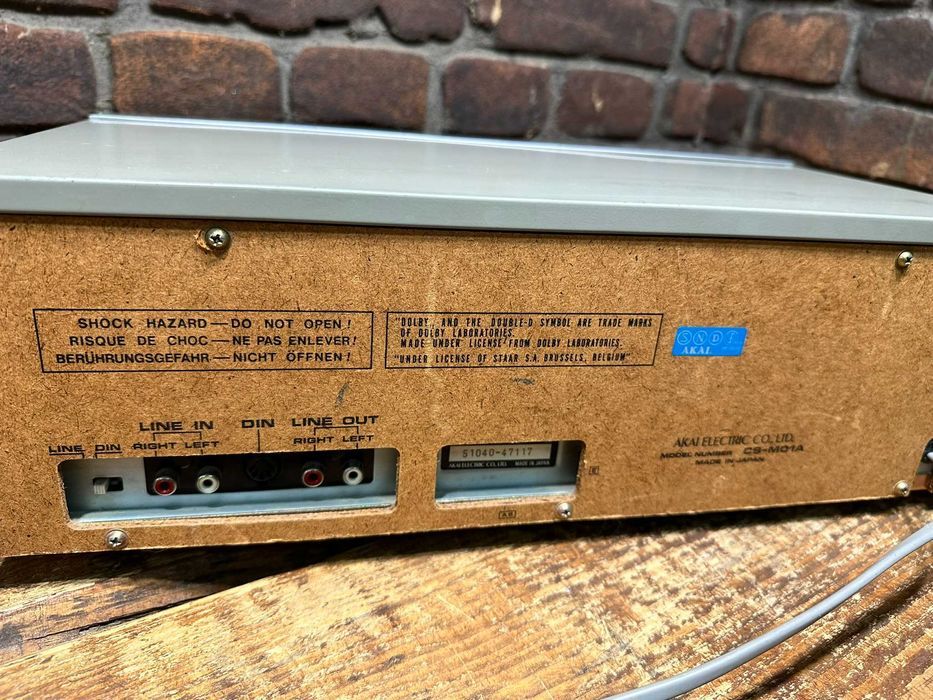 SHOCK HAZARD — DO NOT OPEN!
RISQUE DE CHOC — NE PAS ENLEVER!
BERÜHRUNGSGEFAHR — NICHT ÖFFNEN!
"DOLBY„ AND THE DOUBLE-D SYMBOL ARE TRADE MARKS
OF DOLBY LABORATORIES.
MADE UNDER LICENSE FROM DOLBY LABORATORIES.
"UNDER LICENSE OF STAAR S.A. BRUSSELS, BELGIUM"
AKAI
LINE IN DIN LINE OUT
LINE DIN RIGHT LEFT RIGHT LEFT
S1040-47117
AKAI ELECTRIC CO., LTD. MADE IN JAPAN
AKAI ELECTRIC CO., LTD.
MODEL NUMBER CS-M01A
MADE IN JAPAN